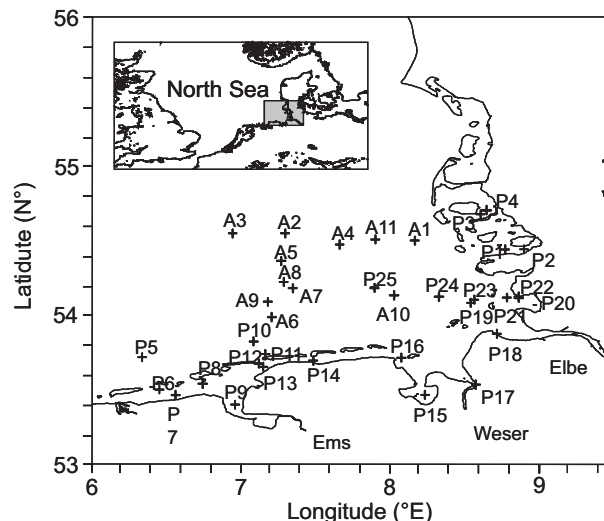 56
North Sea
55
54
53
Latidute (N°)
A3 A2 A4 A11 A1
P3 P4
P1 P2
A5
A8
A9 A7
P25 P24 P23 P22
A6 A10 P19 P21 P20
P10
P5 P12 P11 P16 P18
P8 P13 P14
P6 P9 P15 P17
P
7
Elbe
Weser
Ems
6 7 8 9
Longitude (°E)